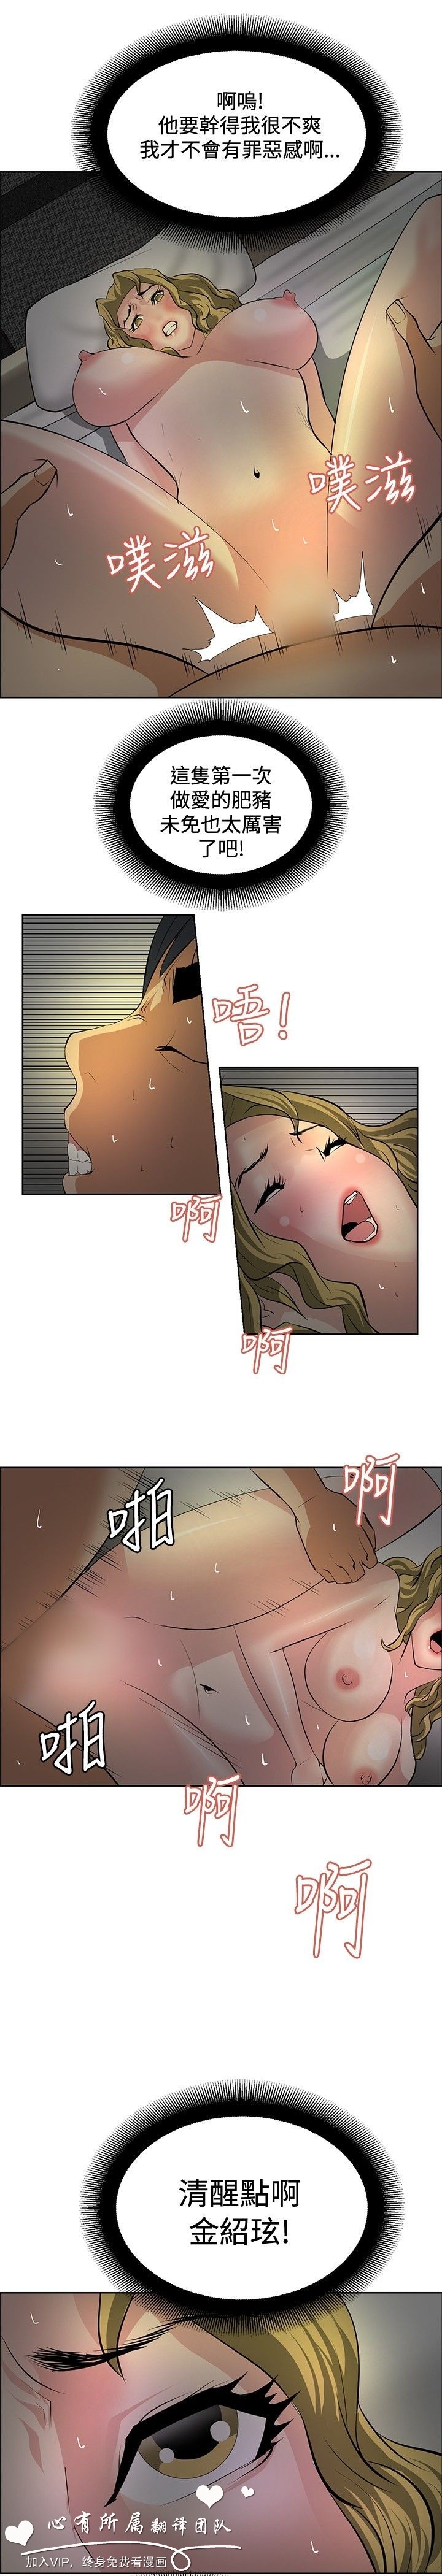 啊嗚!
他要幹得我很不爽
我才不會有罪惡感啊...
噗滋
噗滋
這隻第一次
做愛的肥豬
未免也太厲害
了吧!
唔!
啊
啊
啊
啪
啪
啊
啊
清醒點啊
金紹玹!
心有所属翻译团队
加入VIP，终身免费看漫画